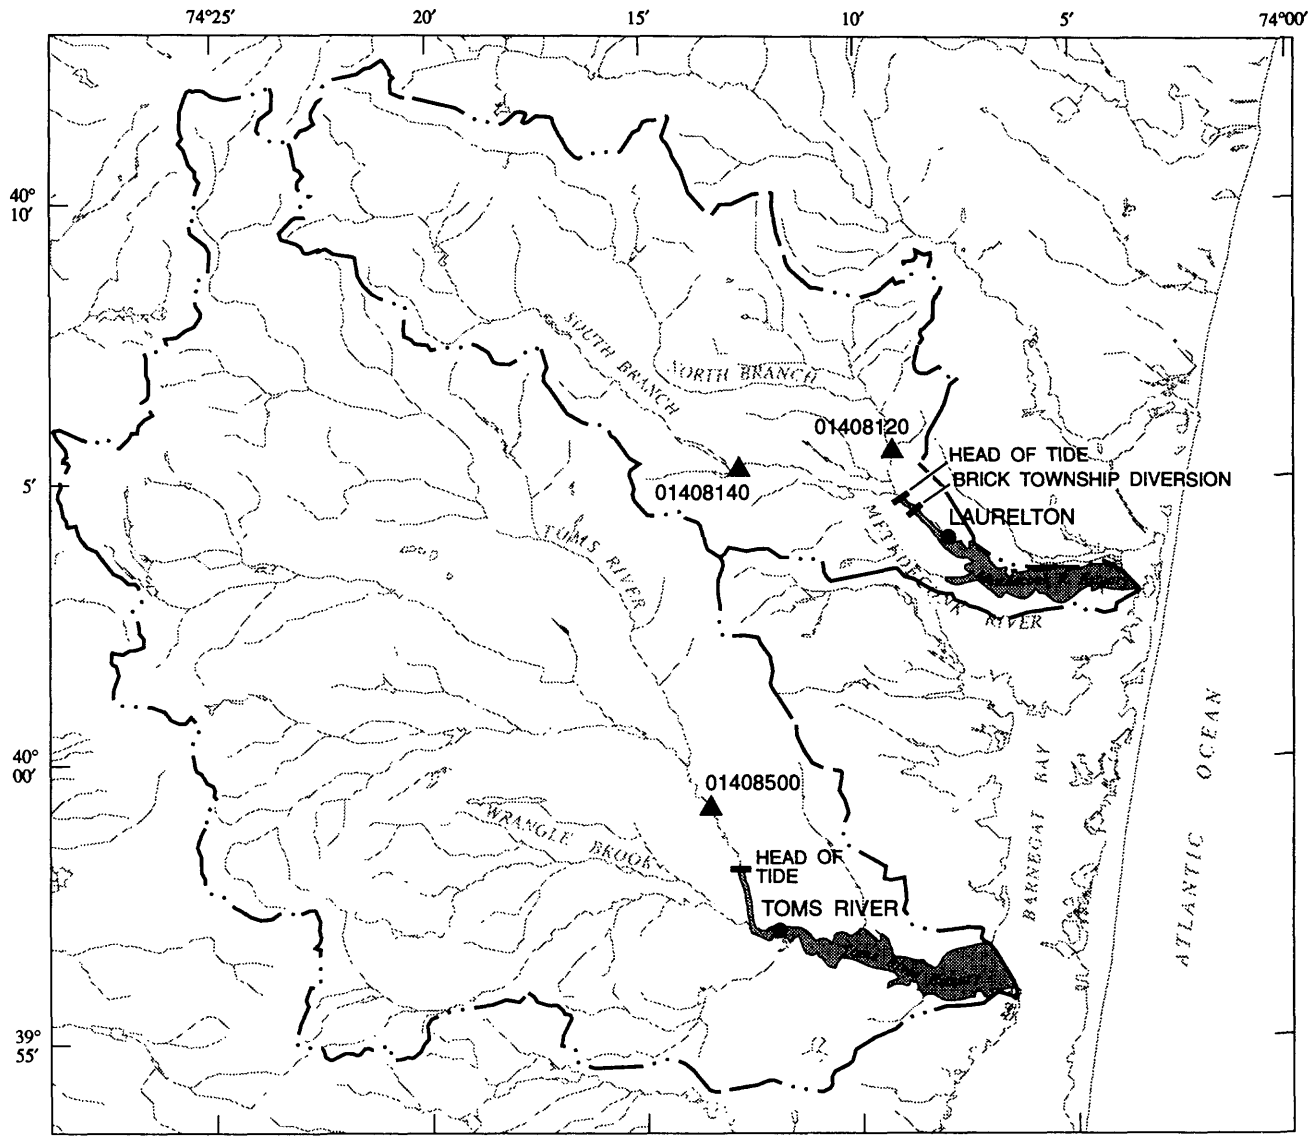 74°25′ 20′ 15′ 10′ 5′ 74°00′
40°
10′
SOUTH BRANCH
NORTH BRANCH
01408120
HEAD OF TIDE
BRICK TOWNSHIP DIVERSION
5′
01408140
LAURELTON
METEDECONK RIVER
TOMS RIVER
40°
00′
01408500
OCEAN
BARNEGAT BAY
WRANGLE BROOK
HEAD OF
TIDE
ATLANTIC
TOMS RIVER
39°
55′